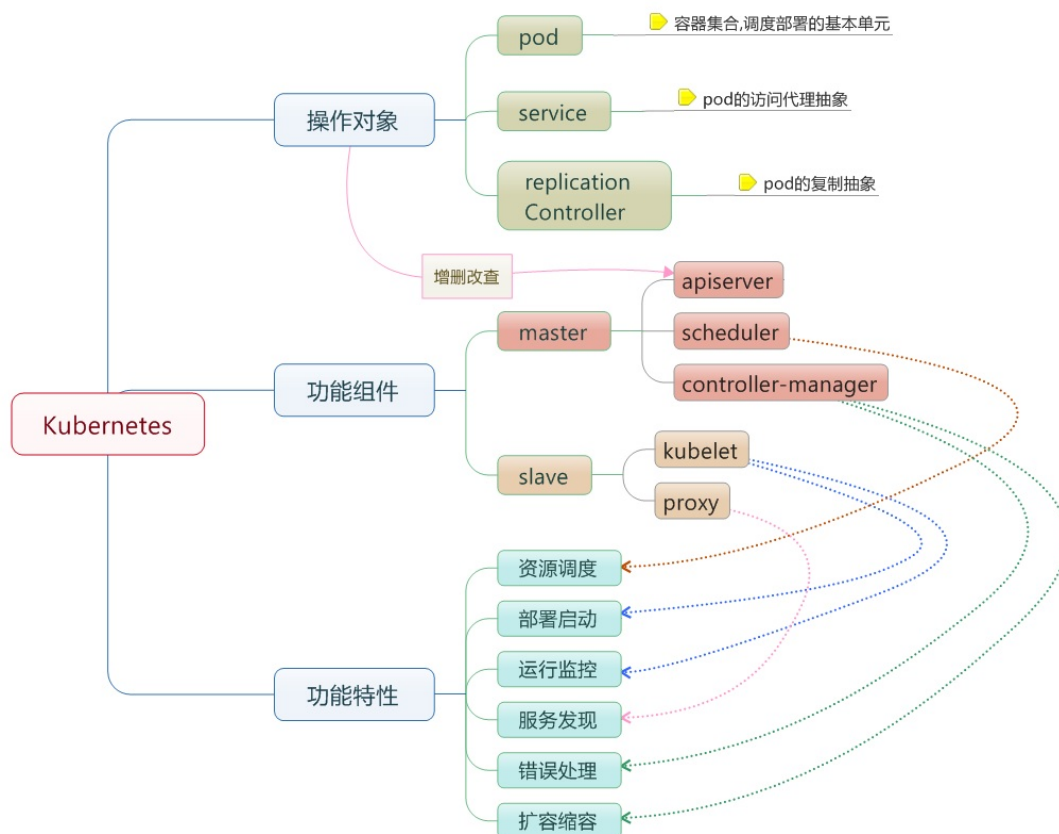 Kubernetes
操作对象
pod
容器集合,调度部署的基本单元
service
pod的访问代理抽象
replication
Controller
pod的复制抽象
增删改查
功能组件
master
apiserver
scheduler
controller-manager
slave
kubelet
proxy
功能特性
资源调度
部署启动
运行监控
服务发现
错误处理
扩容缩容